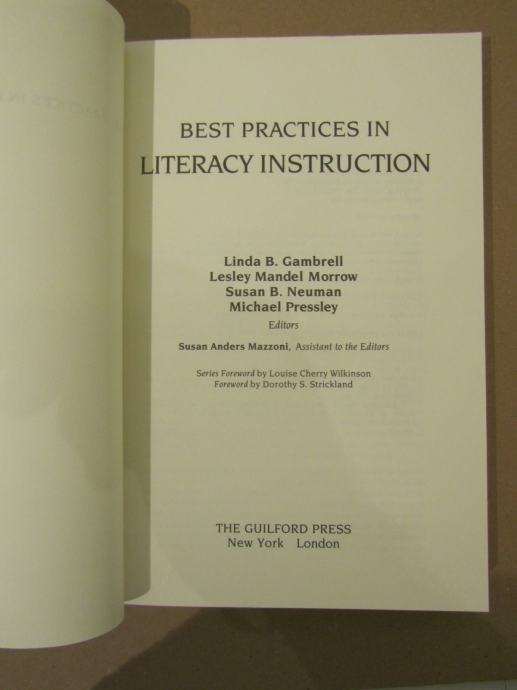 BEST PRACTICES IN
LITERACY INSTRUCTION
Linda B. Gambrell
Lesley Mandel Morrow
Susan B. Neuman
Michael Pressley
Editors
Susan Anders Mazzoni, Assistant to the Editors
Series Foreword by Louise Cherry Wilkinson
Foreword by Dorothy S. Strickland
THE GUILFORD PRESS
New York London